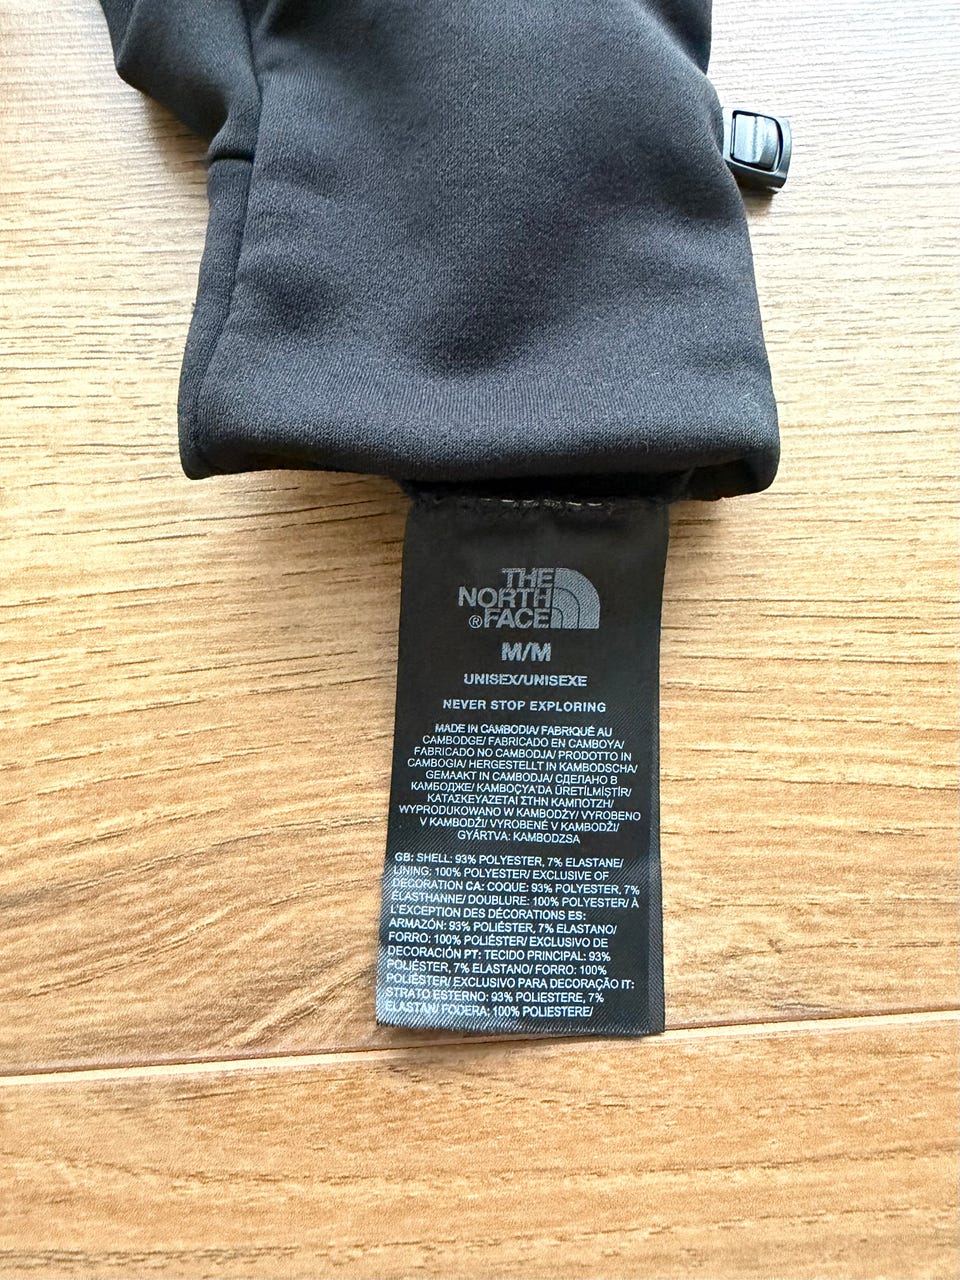 THE
NORTH
®FACE
M/M
UNISEX/UNISEXE
NEVER STOP EXPLORING
MADE IN CAMBODIA/ FABRIQUÉ AU
CAMBODGE/ FABRICADO EN CAMBOYA/
FABRICADO NO CAMBODJA/ PRODOTTO IN
CAMBOGIA/ HERGESTELLT IN KAMBODSCHA/
GEMAAKT IN CAMBODJA/ СДЕЛАНО В
КАМБОДЖЕ/ KAMBOÇYA'DA ÜRETİLMİŞTİR/
ΚΑΤΑΣΚΕΥΑΖΕΤΑΙ ΣΤΗΝ ΚΑΜΠΟΤΖΗ/
WYPRODUKOWANO W KAMBODŻY/ VYROBENO
V KAMBODŽI/ VYROBENÉ V KAMBODŽI/
GYÁRTVA: KAMBODZSA
GB: SHELL: 93% POLYESTER, 7% ELASTANE/
LINING: 100% POLYESTER/ EXCLUSIVE OF
DECORATION CA: COQUE: 93% POLYESTER, 7%
ÉLASTHANNE/ DOUBLURE: 100% POLYESTER/ À
L'EXCEPTION DES DÉCORATIONS ES:
ARMAZÓN: 93% POLIÉSTER, 7% ELASTANO/
FORRO: 100% POLIÉSTER/ EXCLUSIVO DE
DECORACIÓN PT: TECIDO PRINCIPAL: 93%
POLIÉSTER, 7% ELASTANO/ FORRO: 100%
POLIÉSTER/ EXCLUSIVO PARA DECORAÇÃO IT:
STRATO ESTERNO: 93% POLIESTERE, 7%
ELASTAN/ FODERA: 100% POLIESTERE/